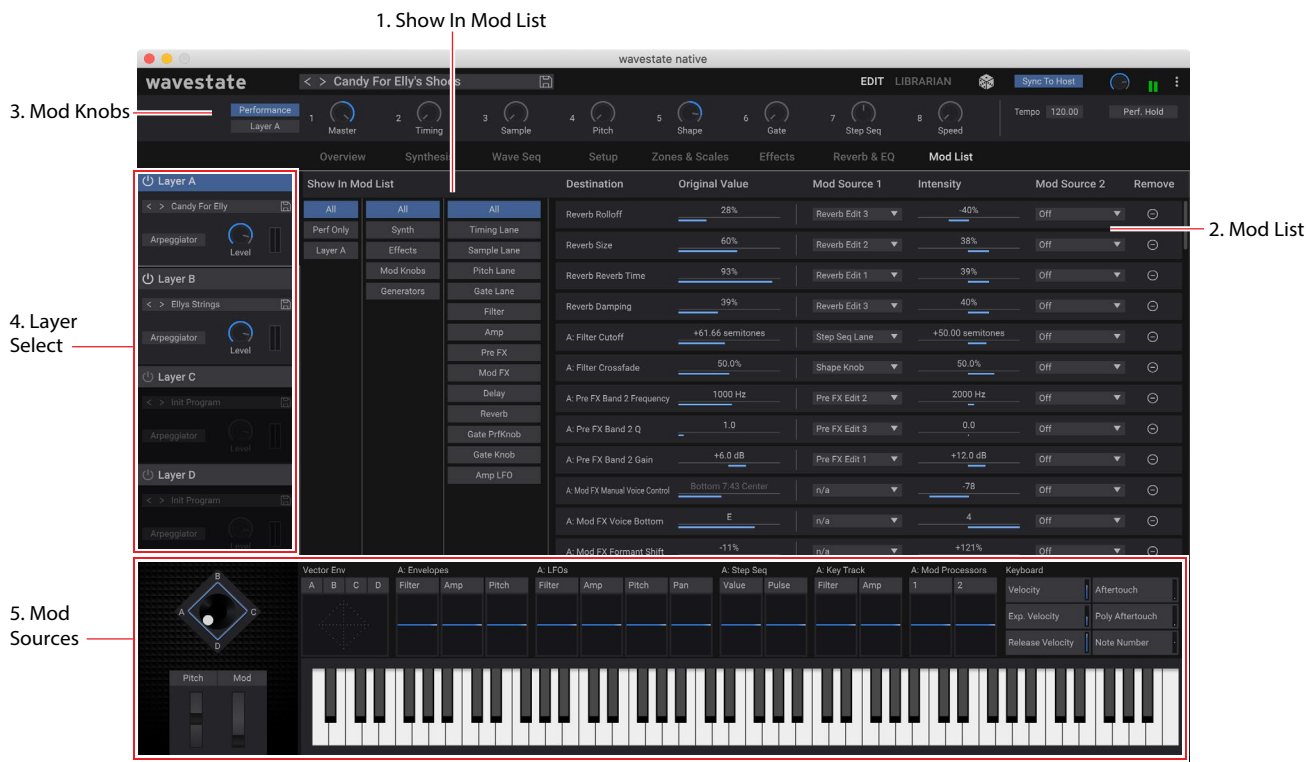 1. Show In Mod List
wavestate native
wavestate
< > Candy For Elly's Shoes
EDIT LIBRARIAN
Sync To Host
3. Mod Knobs
Performance
Layer A
1 Master
2 Timing
3 Sample
4 Pitch
5 Shape
6 Gate
7 Step Seq
8 Speed
Tempo 120.00
Perf. Hold
Overview Synthesis Wave Seq Setup Zones & Scales Effects Reverb & EQ Mod List
4. Layer
Select
Layer A
< > Candy For Elly
Arpeggiator
Level
Layer B
< > Ellys Strings
Arpeggiator
Level
Layer C
< > Init Program
Arpeggiator
Level
Layer D
< > Init Program
Arpeggiator
Level
Show In Mod List
All
Perf Only
Layer A
All
Synth
Effects
Mod Knobs
Generators
All
Timing Lane
Sample Lane
Pitch Lane
Gate Lane
Filter
Amp
Pre FX
Mod FX
Delay
Reverb
Gate PrfKnob
Gate Knob
Amp LFO
Destination Original Value Mod Source 1 Intensity Mod Source 2 Remove
Reverb Rolloff 28% Reverb Edit 3 -40% Off
Reverb Size 60% Reverb Edit 2 38% Off
Reverb Reverb Time 93% Reverb Edit 1 39% Off
Reverb Damping 39% Reverb Edit 3 40% Off
A: Filter Cutoff +61.66 semitones Step Seq Lane +50.00 semitones Off
A: Filter Crossfade 50.0% Shape Knob 50.0% Off
A: Pre FX Band 2 Frequency 1000 Hz Pre FX Edit 2 2000 Hz Off
A: Pre FX Band 2 Q 1.0 Pre FX Edit 3 0.0 Off
A: Pre FX Band 2 Gain +6.0 dB Pre FX Edit 1 +12.0 dB Off
A: Mod FX Manual Voice Control Bottom 7:43 Center n/a -78 Off
A: Mod FX Voice Bottom E n/a 4 Off
A: Mod FX Formant Shift -11% n/a +121% Off
2. Mod List
5. Mod
Sources
B
A C
D
Pitch Mod
Vector Env
A B C D
A: Envelopes
Filter Amp Pitch
A: LFOs
Filter Amp Pitch Pan
A: Step Seq
Value Pulse
A: Key Track
Filter Amp
A: Mod Processors
1 2
Keyboard
Velocity Aftertouch
Exp. Velocity Poly Aftertouch
Release Velocity Note Number